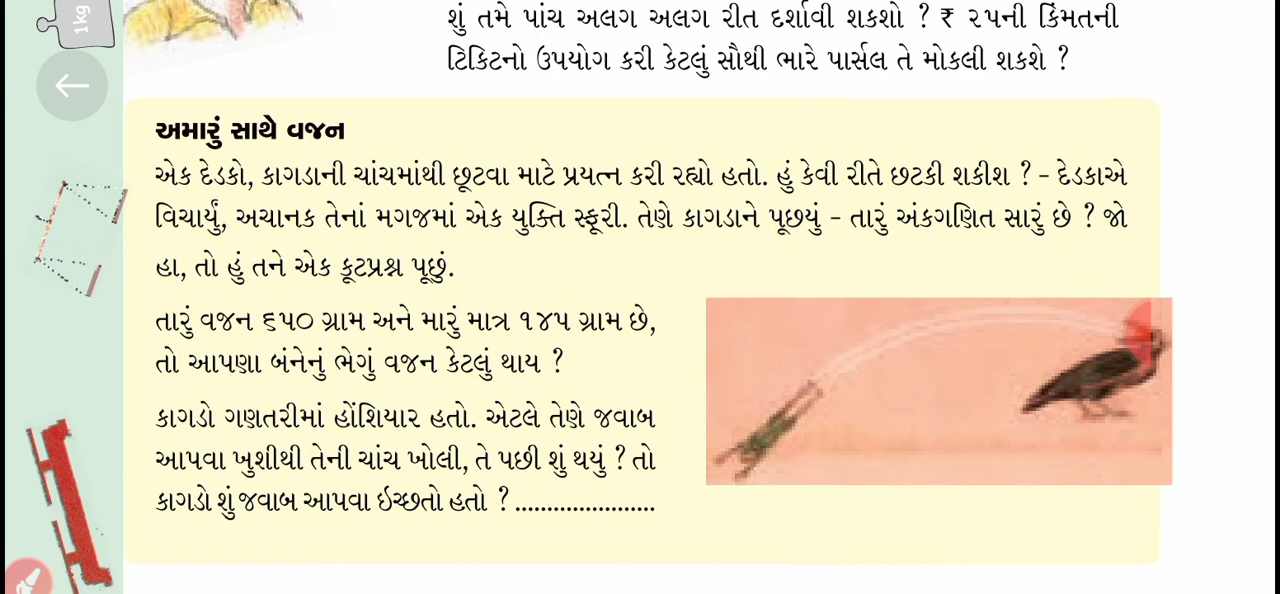 1kg
શું તમે પાંચ અલગ અલગ રીત દર્શાવી શકશો ? ₹ ૨૫ની કિંમતની
ટિકિટનો ઉપયોગ કરી કેટલું સૌથી ભારે પાર્સલ તે મોકલી શકશે ?
અમારું સાથે વજન
એક દેડકો, કાગડાની ચાંચમાંથી છૂટવા માટે પ્રયત્ન કરી રહ્યો હતો. હું કેવી રીતે છટકી શકીશ ? - દેડકાએ
વિચાર્યું, અચાનક તેનાં મગજમાં એક યુક્તિ સ્ફૂરી. તેણે કાગડાને પૂછયું - તારું અંકગણિત સારું છે ? જો
હા, તો હું તને એક કૂટપ્રશ્ન પૂછું.
તારું વજન ૬૫૦ ગ્રામ અને મારું માત્ર ૧૪૫ ગ્રામ છે,
તો આપણા બંનેનું ભેગું વજન કેટલું થાય ?
કાગડો ગણતરીમાં હોંશિયાર હતો. એટલે તેણે જવાબ
આપવા ખુશીથી તેની ચાંચ ખોલી, તે પછી શું થયું ? તો
કાગડો શું જવાબ આપવા ઇચ્છતો હતો ? ......................